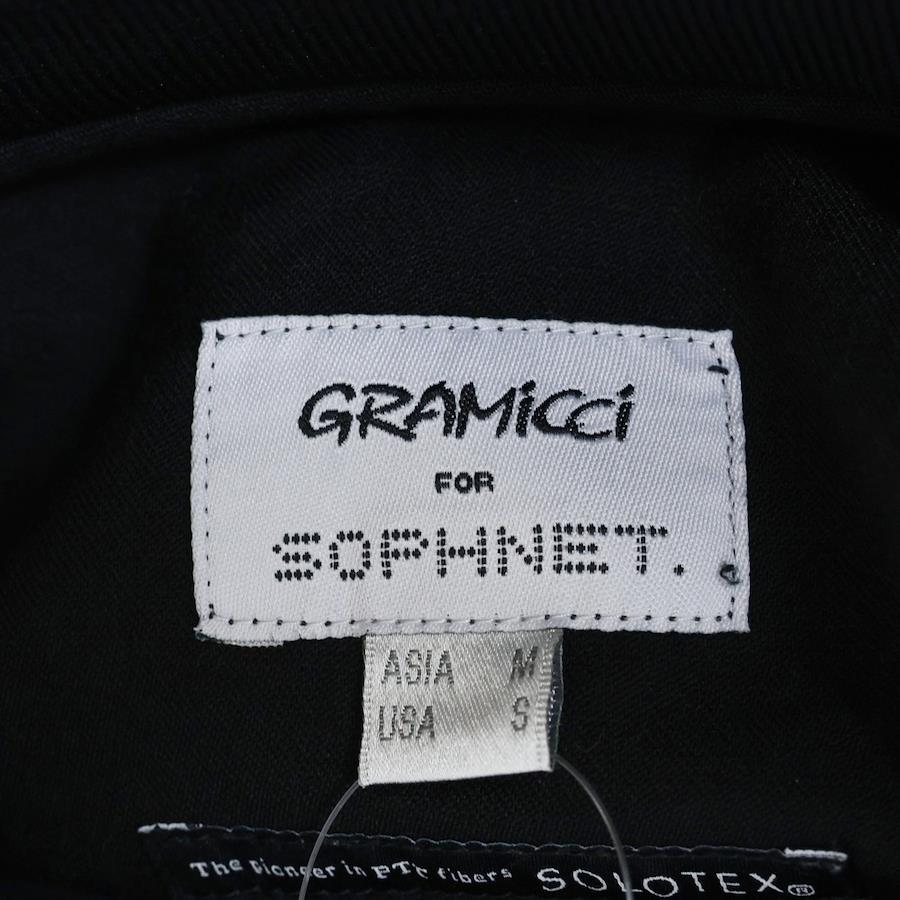 GRAMicci
FOR
SOPHNET.
ASIA M
USA S
The pioneer in PTT fibers SOLOTEX®